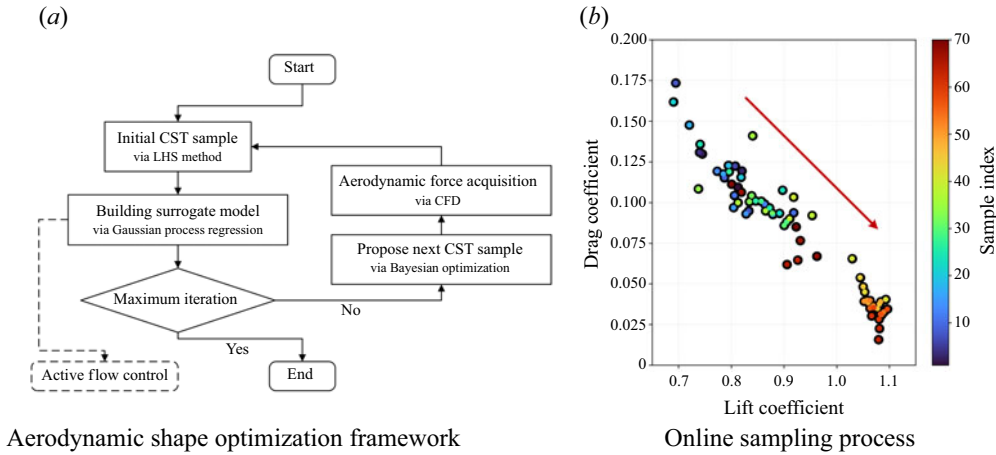 (a)
Start
Initial CST sample
via LHS method
Aerodynamic force acquisition
via CFD
Building surrogate model
via Gaussian process regression
Propose next CST sample
via Bayesian optimization
Maximum iteration
No
Yes
Active flow control
End
Aerodynamic shape optimization framework
(b)
0.200
0.175
0.150
0.125
0.100
0.075
0.050
0.025
0
Drag coefficient
0.7 0.8 0.9 1.0 1.1
Lift coefficient
70
60
50
40
30
20
10
Sample index
Online sampling process